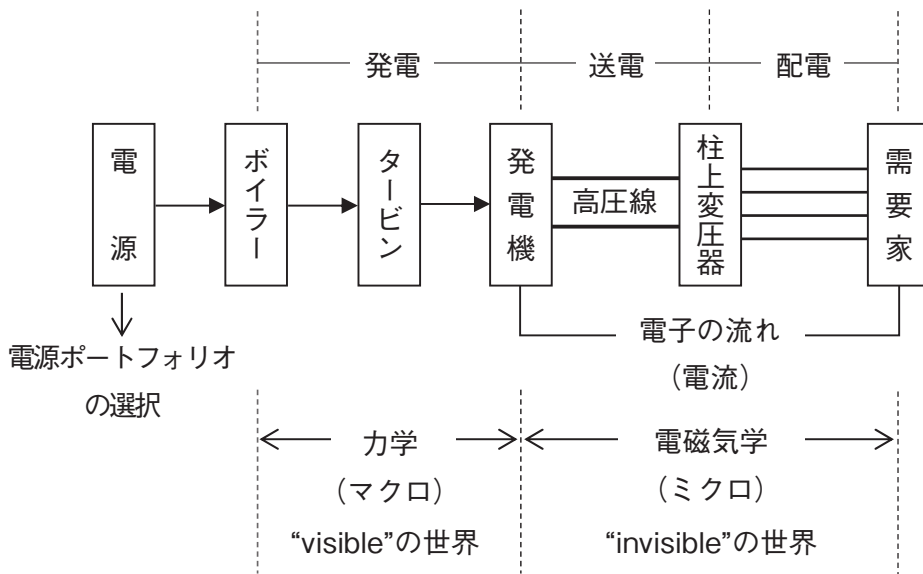 発電
送電
配電
電源
ボイラー
タービン
発電機
高圧線
柱上変圧器
需要家
電源ポートフォリオ
の選択
電子の流れ
（電流）
力学
（マクロ）
“visible”の世界
電磁気学
（ミクロ）
“invisible”の世界